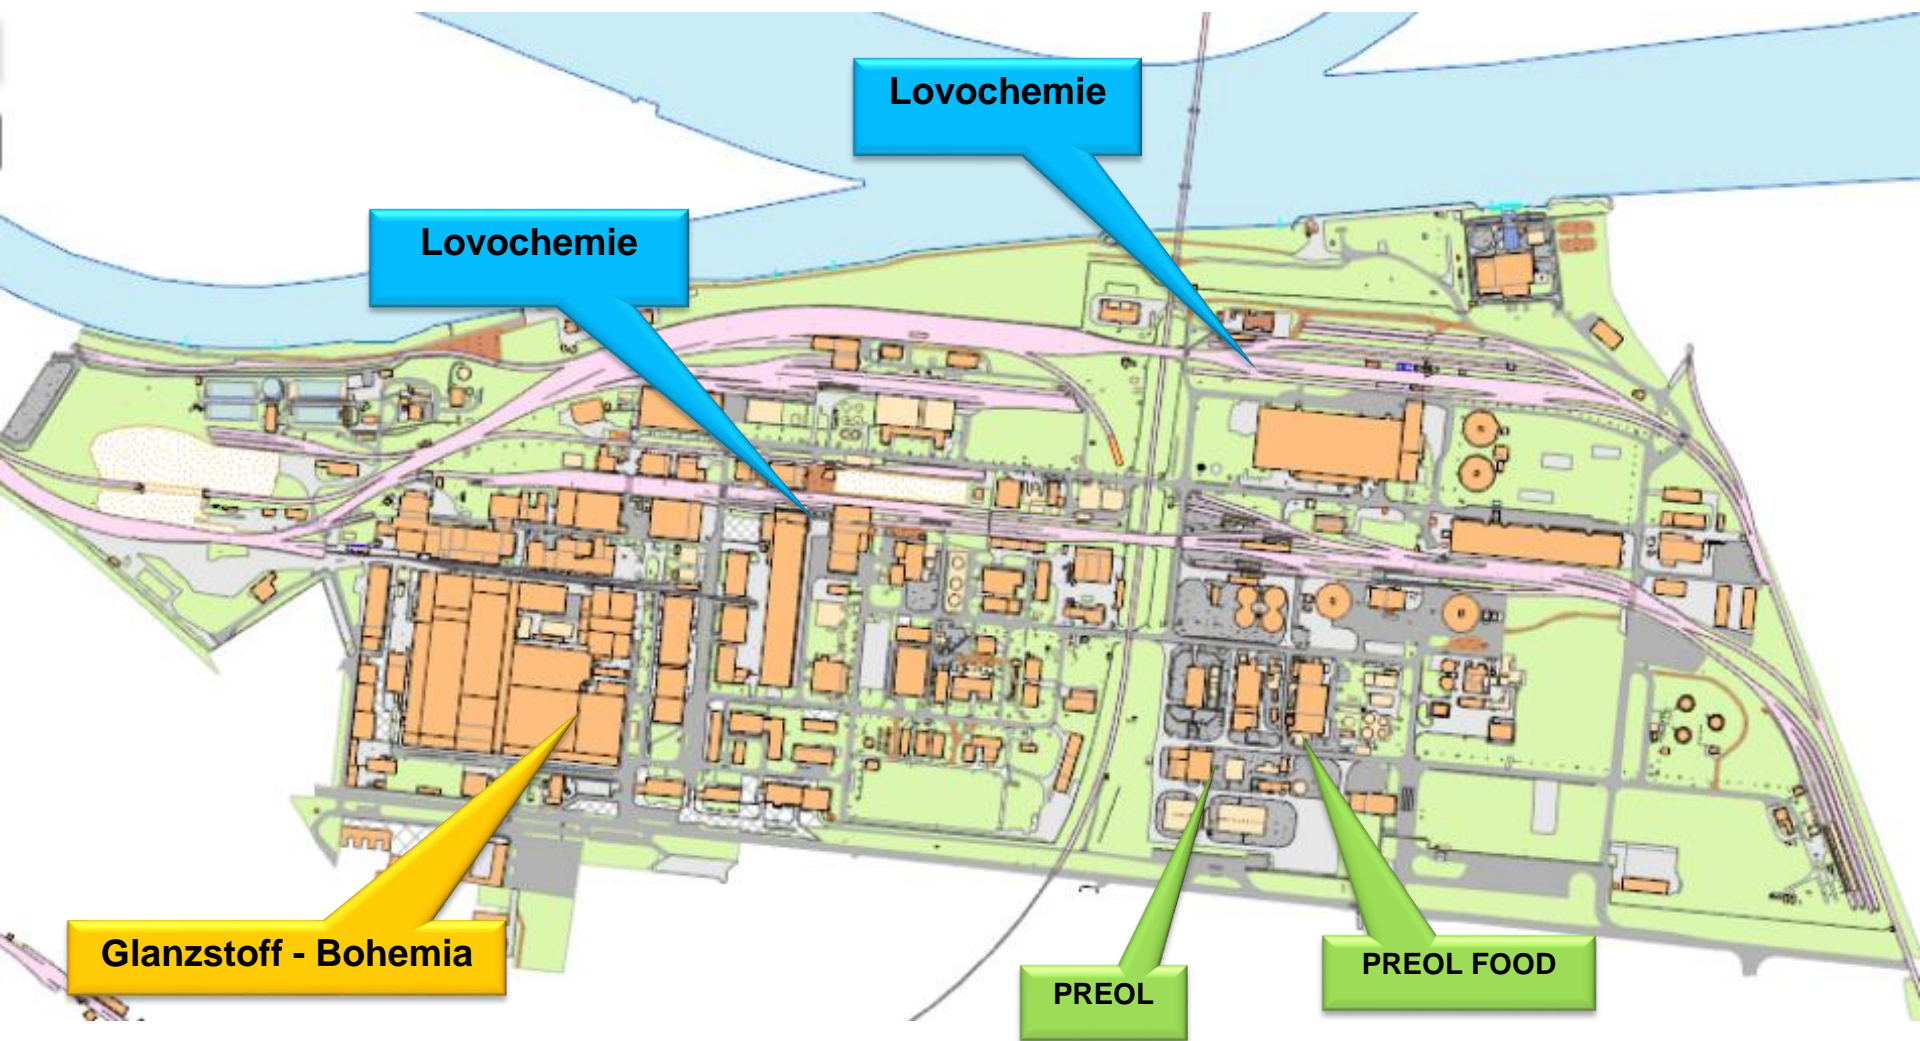 Lovochemie
Lovochemie
Glanzstoff - Bohemia
PREOL FOOD
PREOL